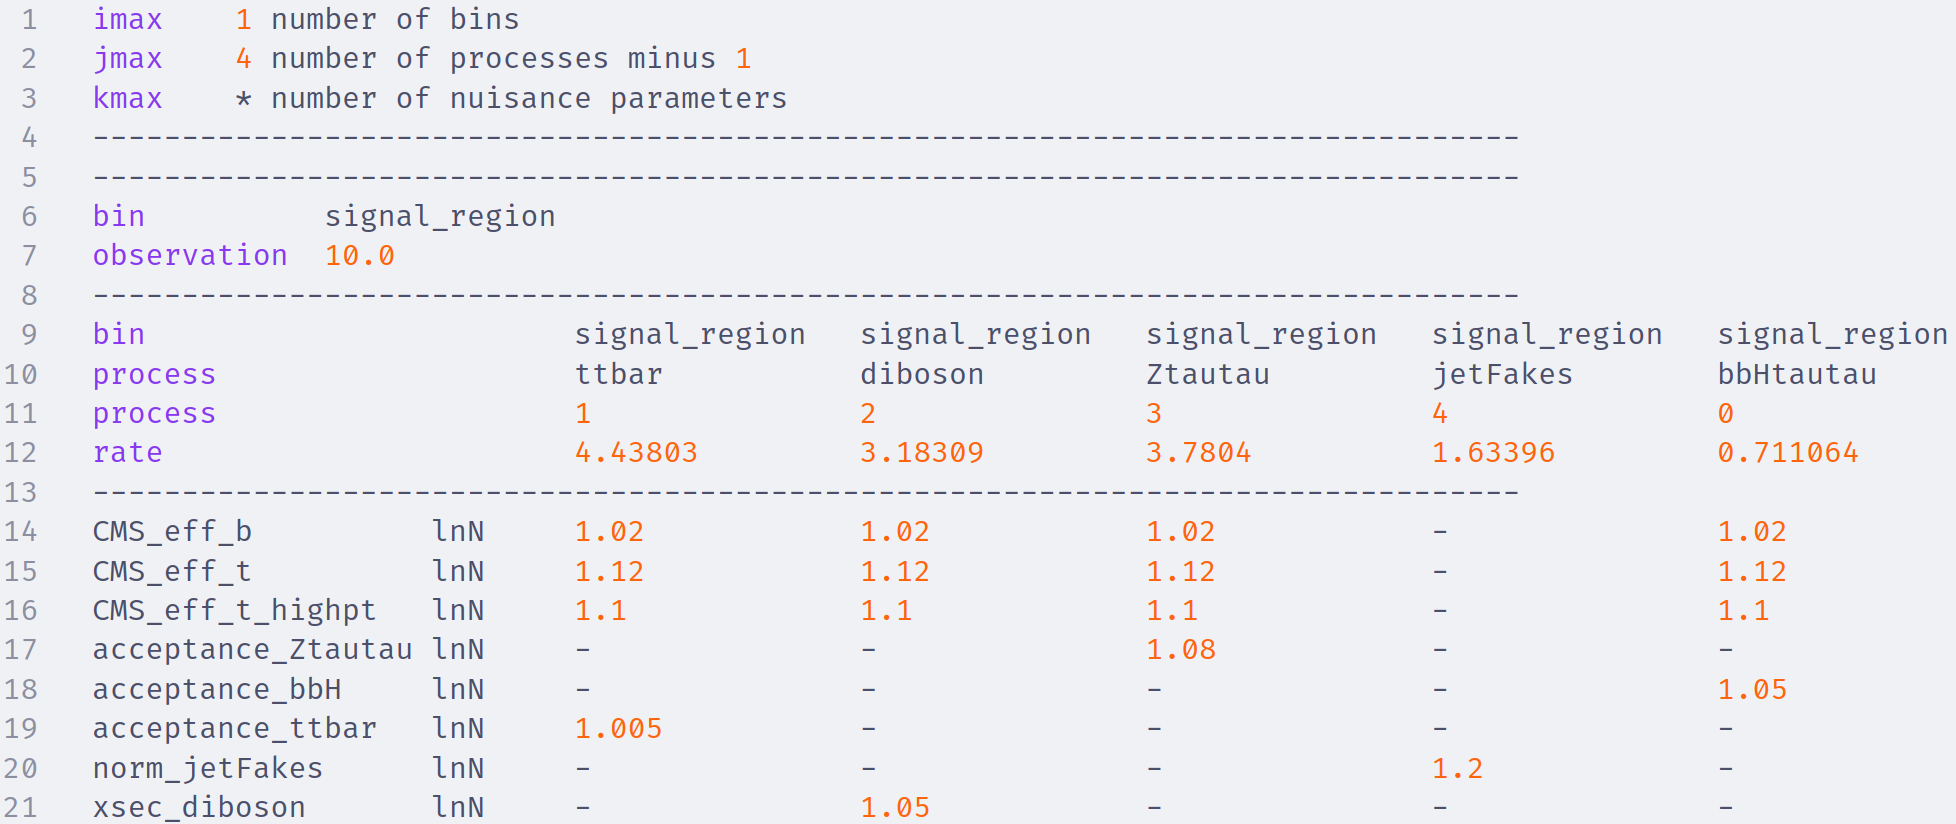 1 imax 1 number of bins
2 jmax 4 number of processes minus 1
3 kmax * number of nuisance parameters
4 --------------------------------------------------------------------------------
5 --------------------------------------------------------------------------------
6 bin signal_region
7 observation 10.0
8 --------------------------------------------------------------------------------
9 bin signal_region signal_region signal_region signal_region signal_region
10 process ttbar diboson Ztautau jetFakes bbHtautau
11 process 1 2 3 4 0
12 rate 4.43803 3.18309 3.7804 1.63396 0.711064
13 --------------------------------------------------------------------------------
14 CMS_eff_b lnN 1.02 1.02 1.02 - 1.02
15 CMS_eff_t lnN 1.12 1.12 1.12 - 1.12
16 CMS_eff_t_highpt lnN 1.1 1.1 1.1 - 1.1
17 acceptance_Ztautau lnN - - 1.08 - -
18 acceptance_bbH lnN - - - - 1.05
19 acceptance_ttbar lnN 1.005 - - - -
20 norm_jetFakes lnN - - - 1.2 -
21 xsec_diboson lnN - 1.05 - - -